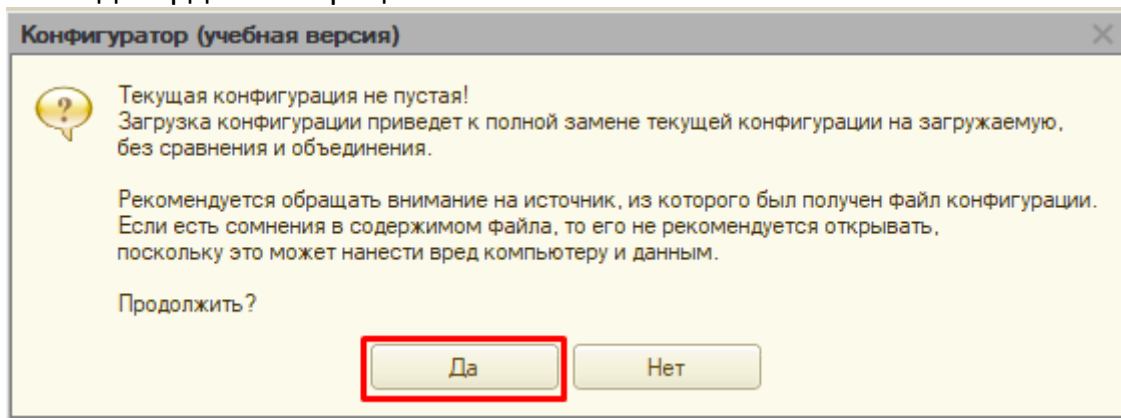 Конфигуратор (учебная версия)
Текущая конфигурация не пустая!
Загрузка конфигурации приведет к полной замене текущей конфигурации на загружаемую,
без сравнения и объединения.
Рекомендуется обращать внимание на источник, из которого был получен файл конфигурации.
Если есть сомнения в содержимом файла, то его не рекомендуется открывать,
поскольку это может нанести вред компьютеру и данным.
Продолжить?
Да
Нет